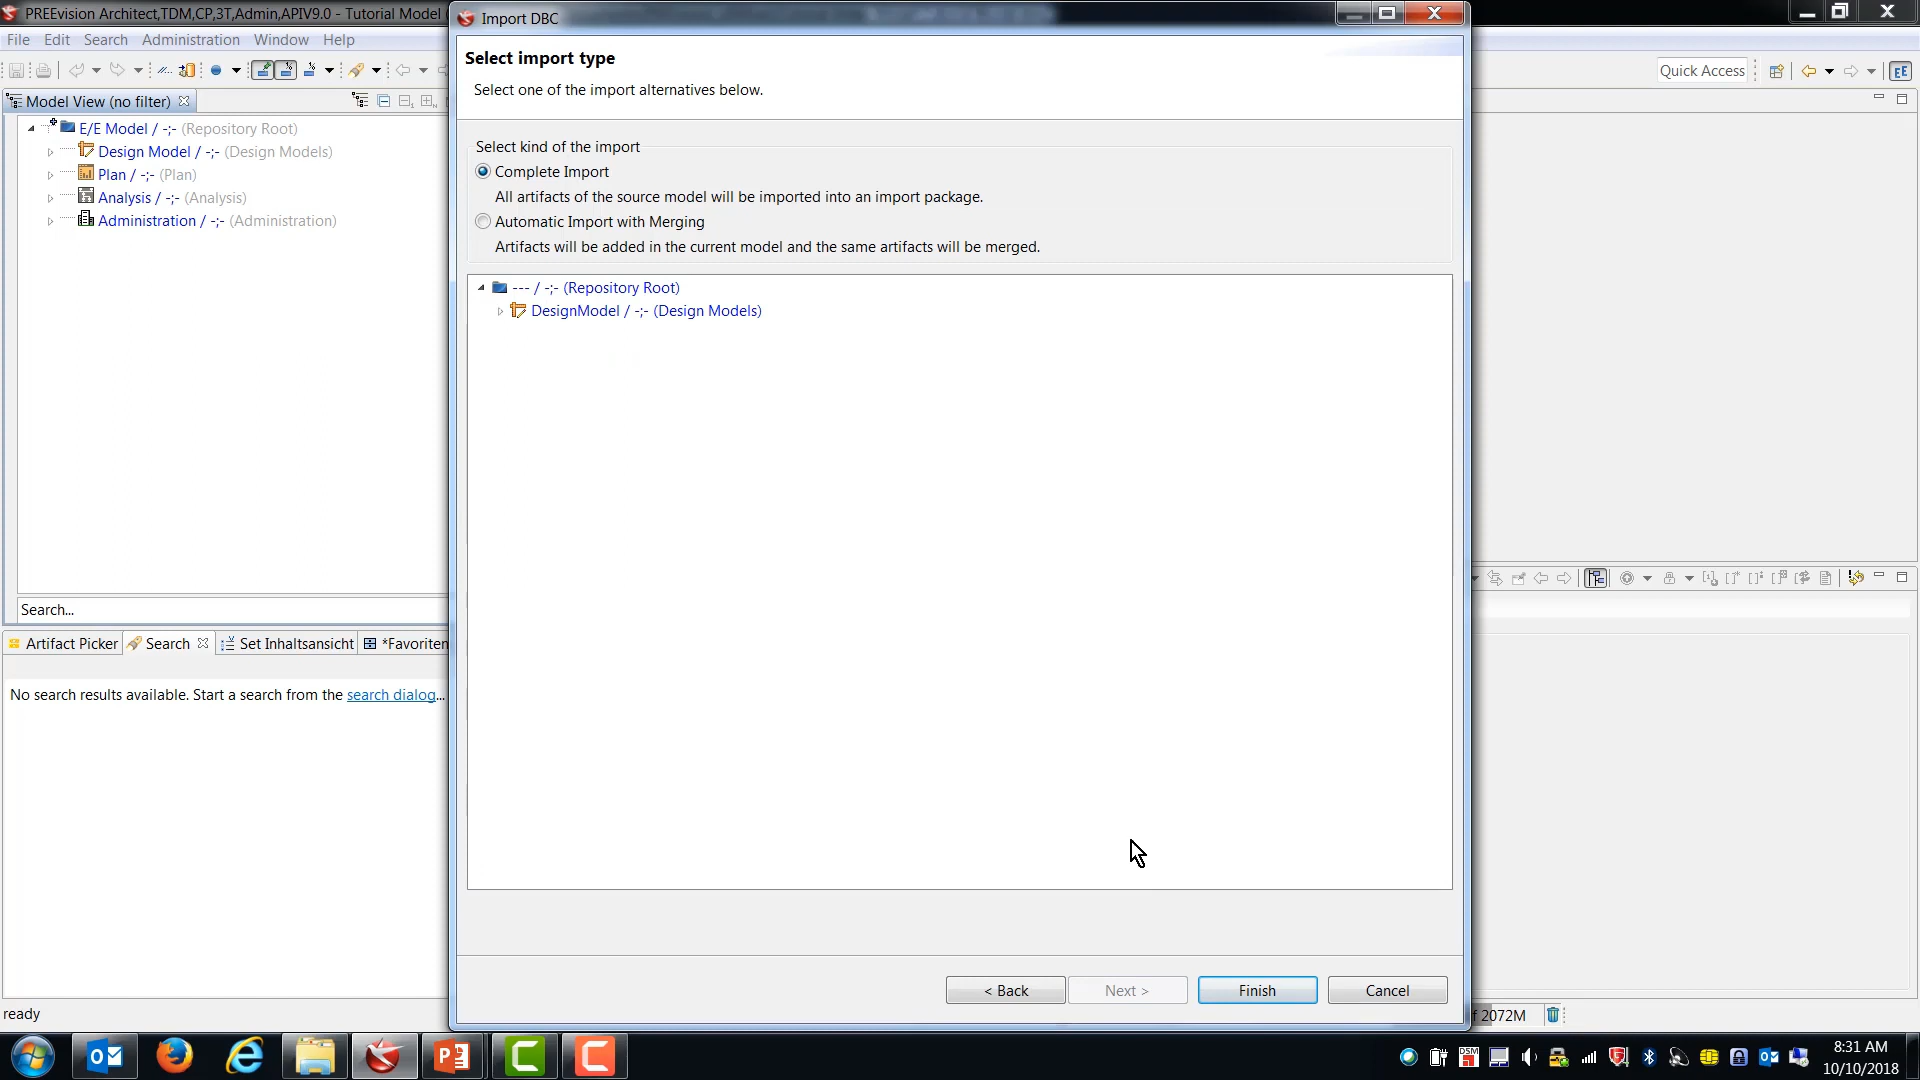 PREEvision Architect,TDM,CP,3T,Admin,APIV9.0 - Tutorial Model (
Import DBC
File Edit Search Administration Window Help
Quick Access
Model View (no filter)
E/E Model / -;- (Repository Root)
Design Model / -;- (Design Models)
Plan / -;- (Plan)
Analysis / -;- (Analysis)
Administration / -;- (Administration)
Search...
Artifact Picker Search Set Inhaltsansicht *Favoriten
No search results available. Start a search from the search dialog...
ready
Select import type
Select one of the import alternatives below.
Select kind of the import
Complete Import
All artifacts of the source model will be imported into an import package.
Automatic Import with Merging
Artifacts will be added in the current model and the same artifacts will be merged.
--- / -;- (Repository Root)
DesignModel / -;- (Design Models)
< Back Next > Finish Cancel
f 2072M
8:31 AM
10/10/2018